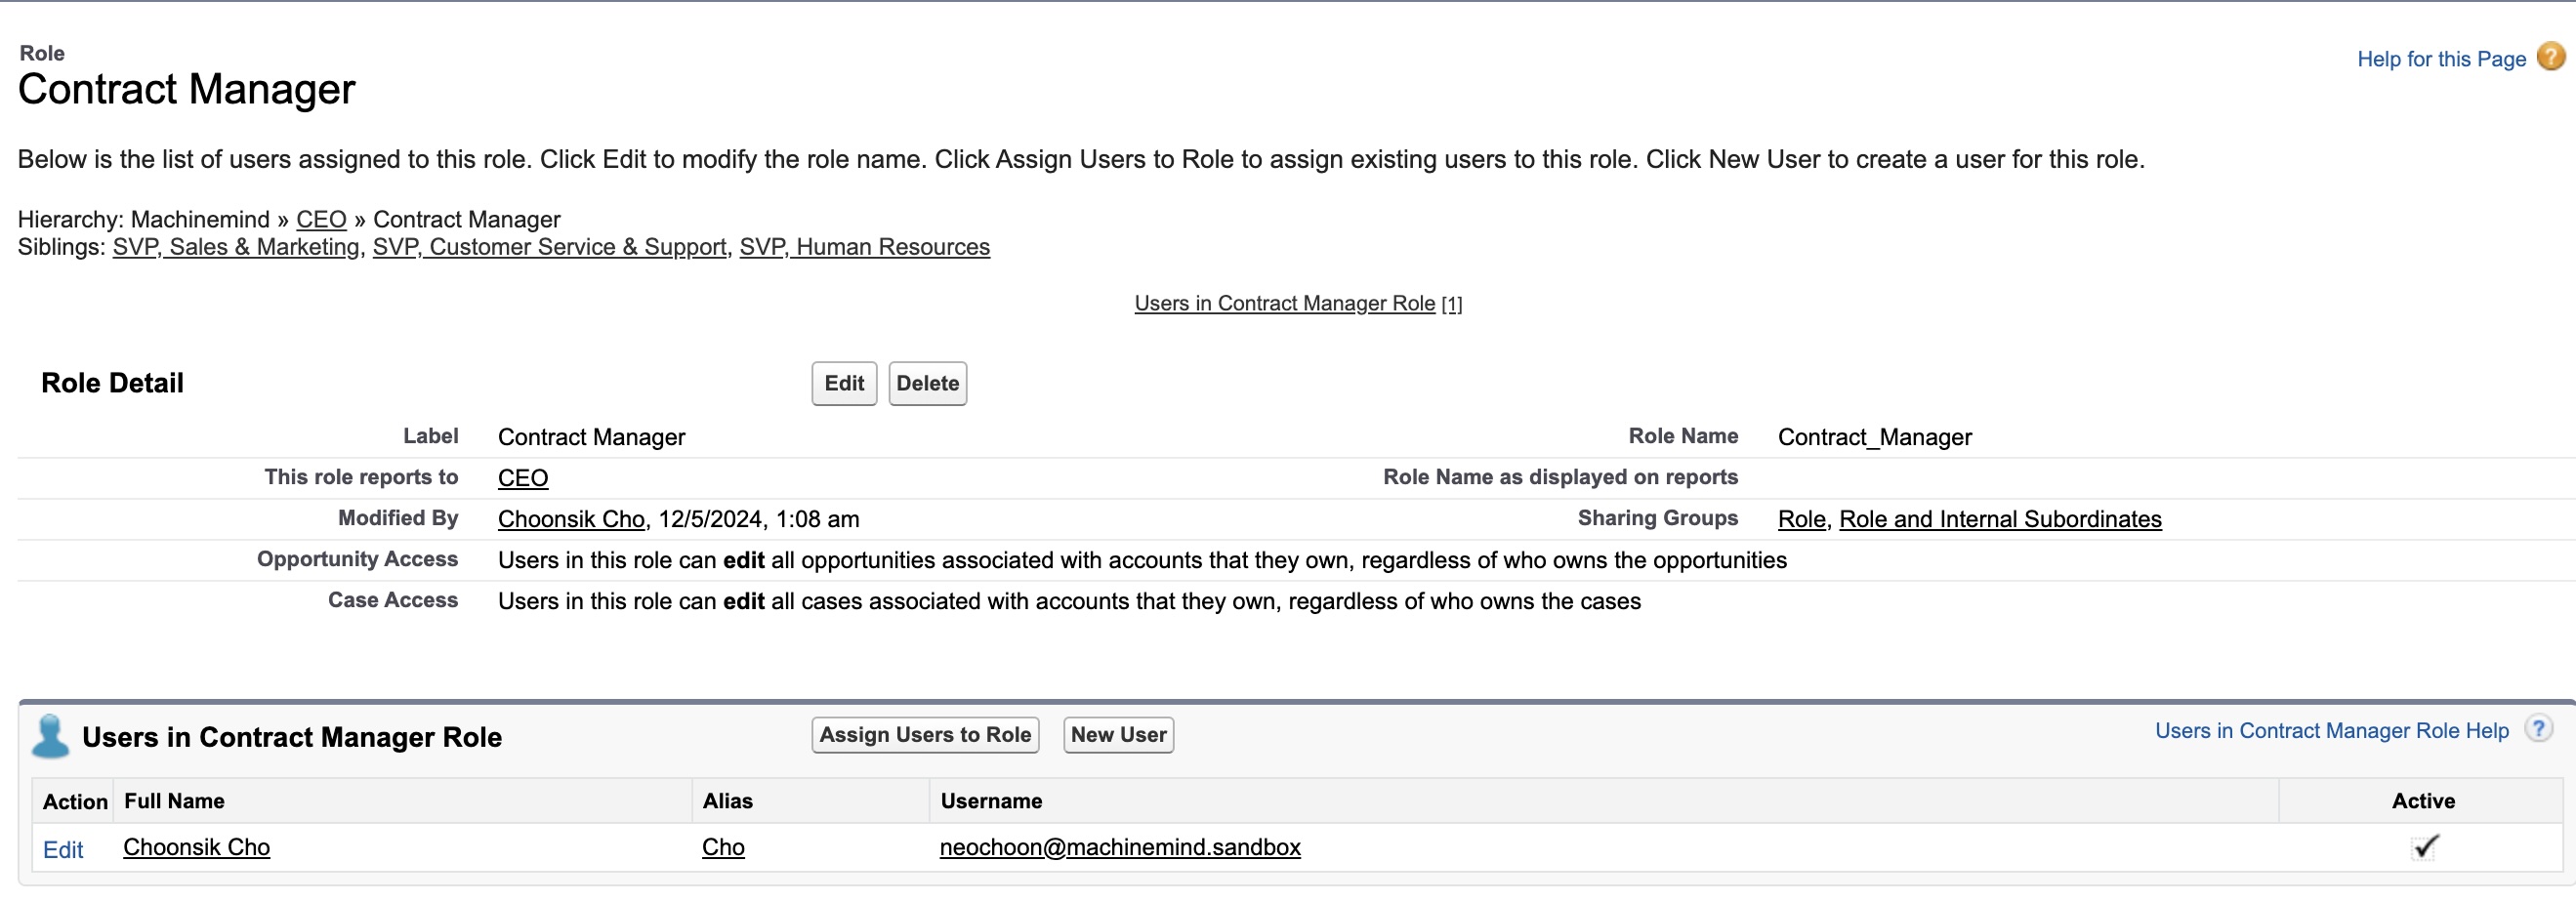 Role
Contract Manager
Help for this Page ?
Below is the list of users assigned to this role. Click Edit to modify the role name. Click Assign Users to Role to assign existing users to this role. Click New User to create a user for this role.
Hierarchy: Machinemind » CEO » Contract Manager
Siblings: SVP, Sales & Marketing, SVP, Customer Service & Support, SVP, Human Resources
Users in Contract Manager Role [1]
Role Detail Edit Delete
Label Contract Manager Role Name Contract_Manager
This role reports to CEO Role Name as displayed on reports
Modified By Choonsik Cho, 12/5/2024, 1:08 am Sharing Groups Role, Role and Internal Subordinates
Opportunity Access Users in this role can edit all opportunities associated with accounts that they own, regardless of who owns the opportunities
Case Access Users in this role can edit all cases associated with accounts that they own, regardless of who owns the cases
Users in Contract Manager Role Assign Users to Role New User Users in Contract Manager Role Help ?
Action Full Name Alias Username Active
Edit Choonsik Cho Cho neochoon@machinemind.sandbox